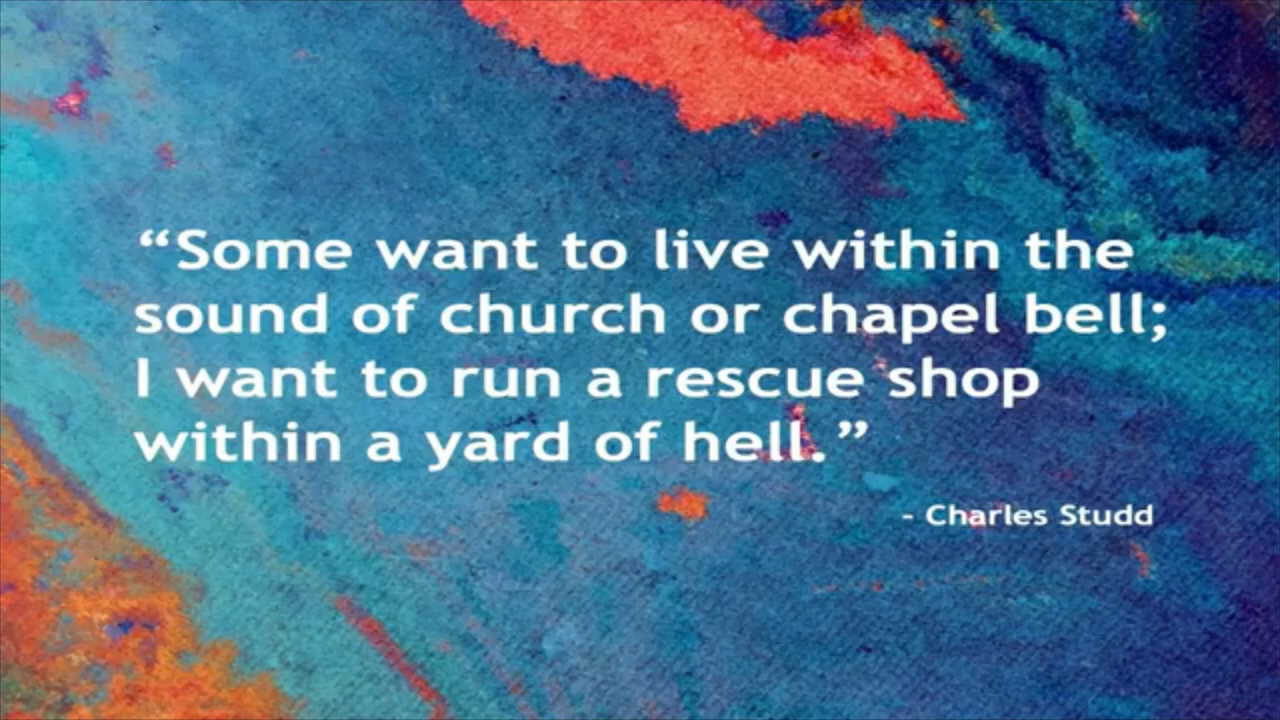 “Some want to live within the
sound of church or chapel bell;
I want to run a rescue shop
within a yard of hell.”
- Charles Studd